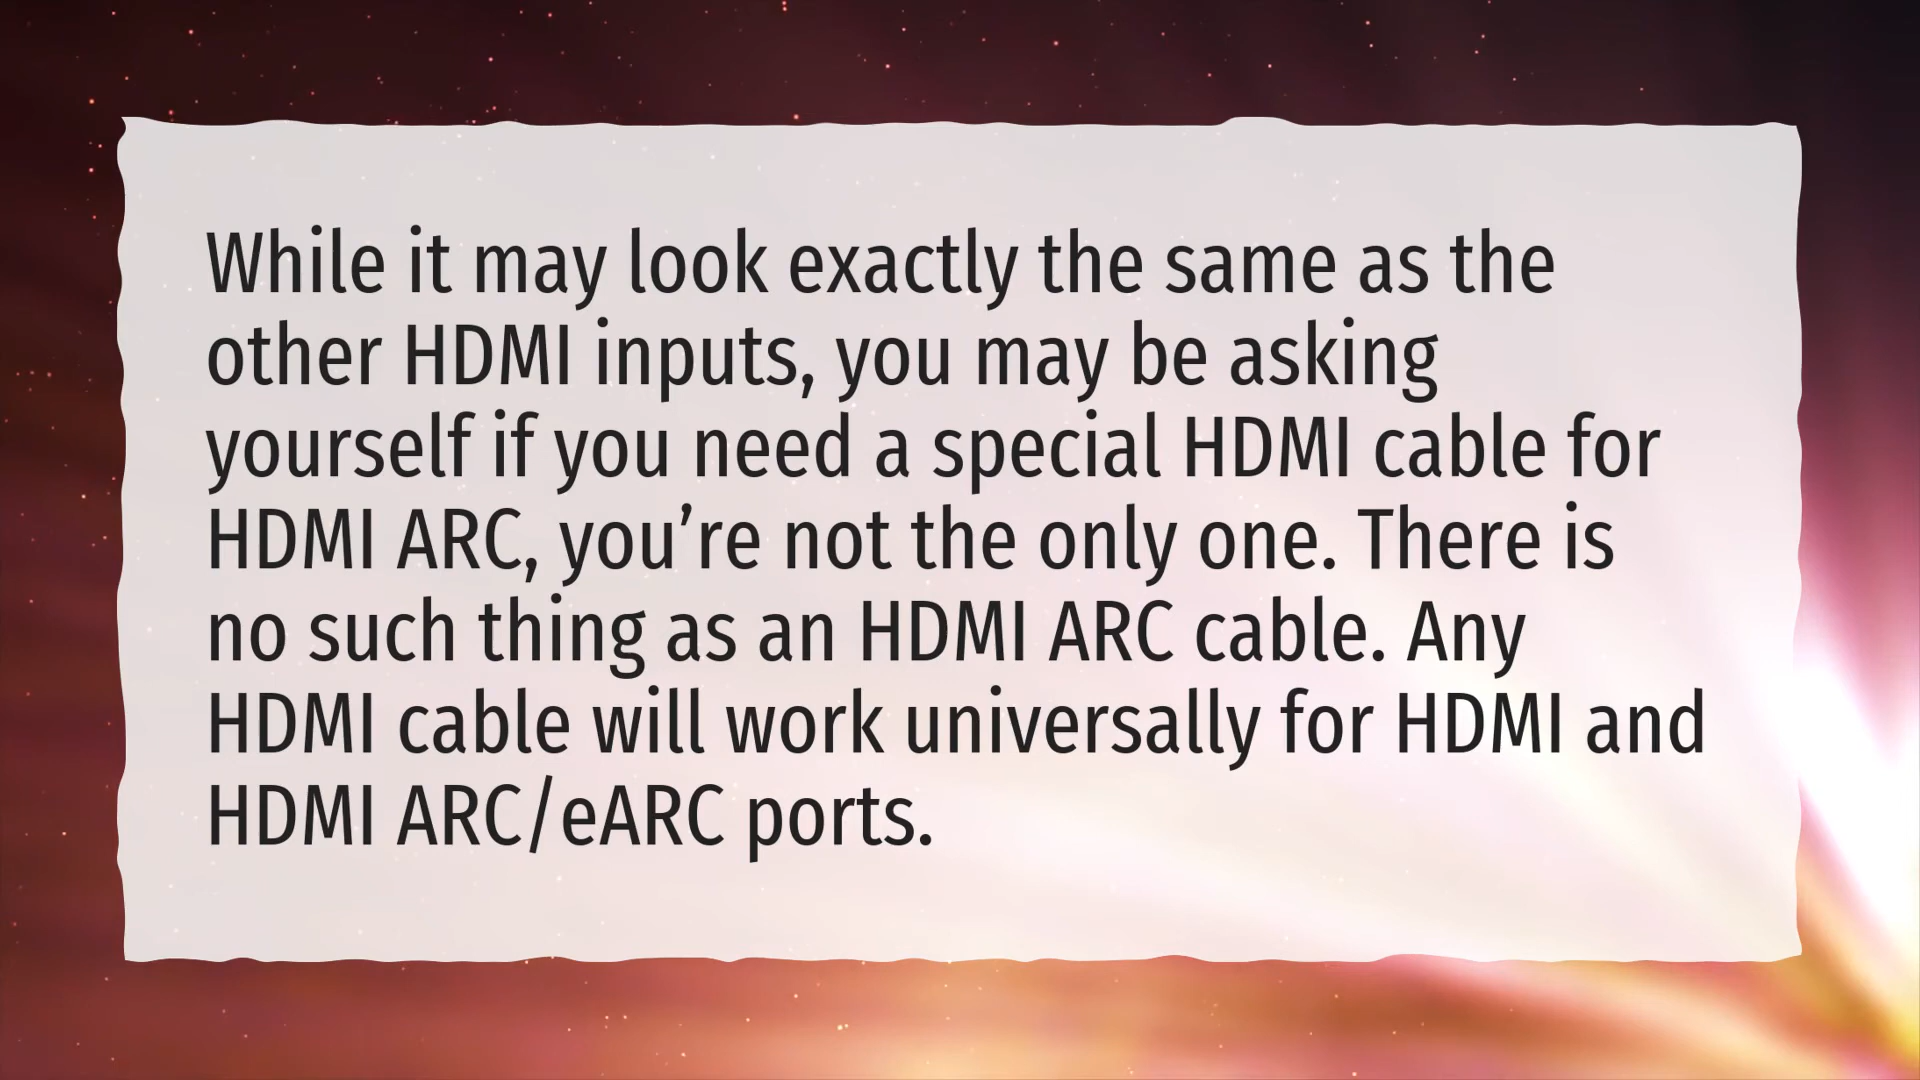 While it may look exactly the same as the
other HDMI inputs, you may be asking
yourself if you need a special HDMI cable for
HDMI ARC, you’re not the only one. There is
no such thing as an HDMI ARC cable. Any
HDMI cable will work universally for HDMI and
HDMI ARC/eARC ports.